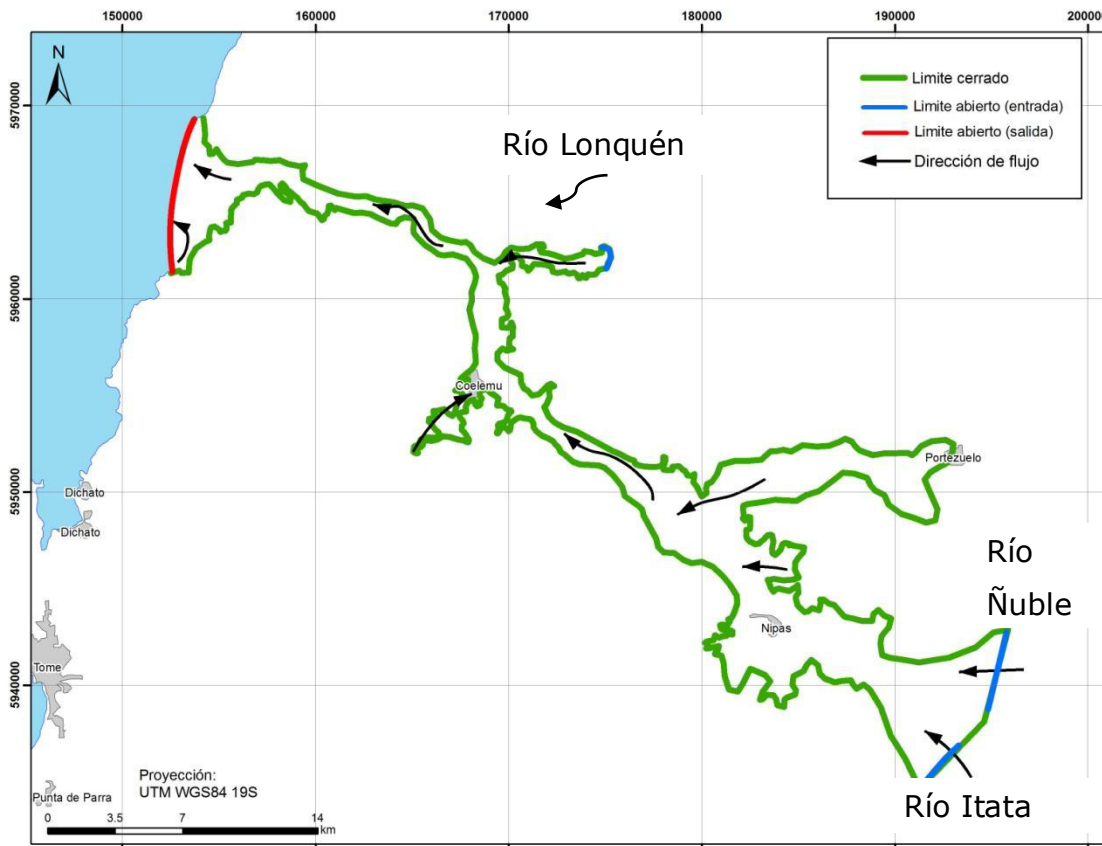 150000
160000
170000
180000
190000
200000
N
Limite cerrado
Limite abierto (entrada)
Limite abierto (salida)
Dirección de flujo
5970000
Río Lonquén
5960000
Coelemu
Portezuelo
5950000
Dichato
Dichato
Río
Ñuble
Nipas
Tome
5940000
Proyección:
UTM WGS84 19S
Punta de Parra
Río Itata
0 3.5 7 14
km